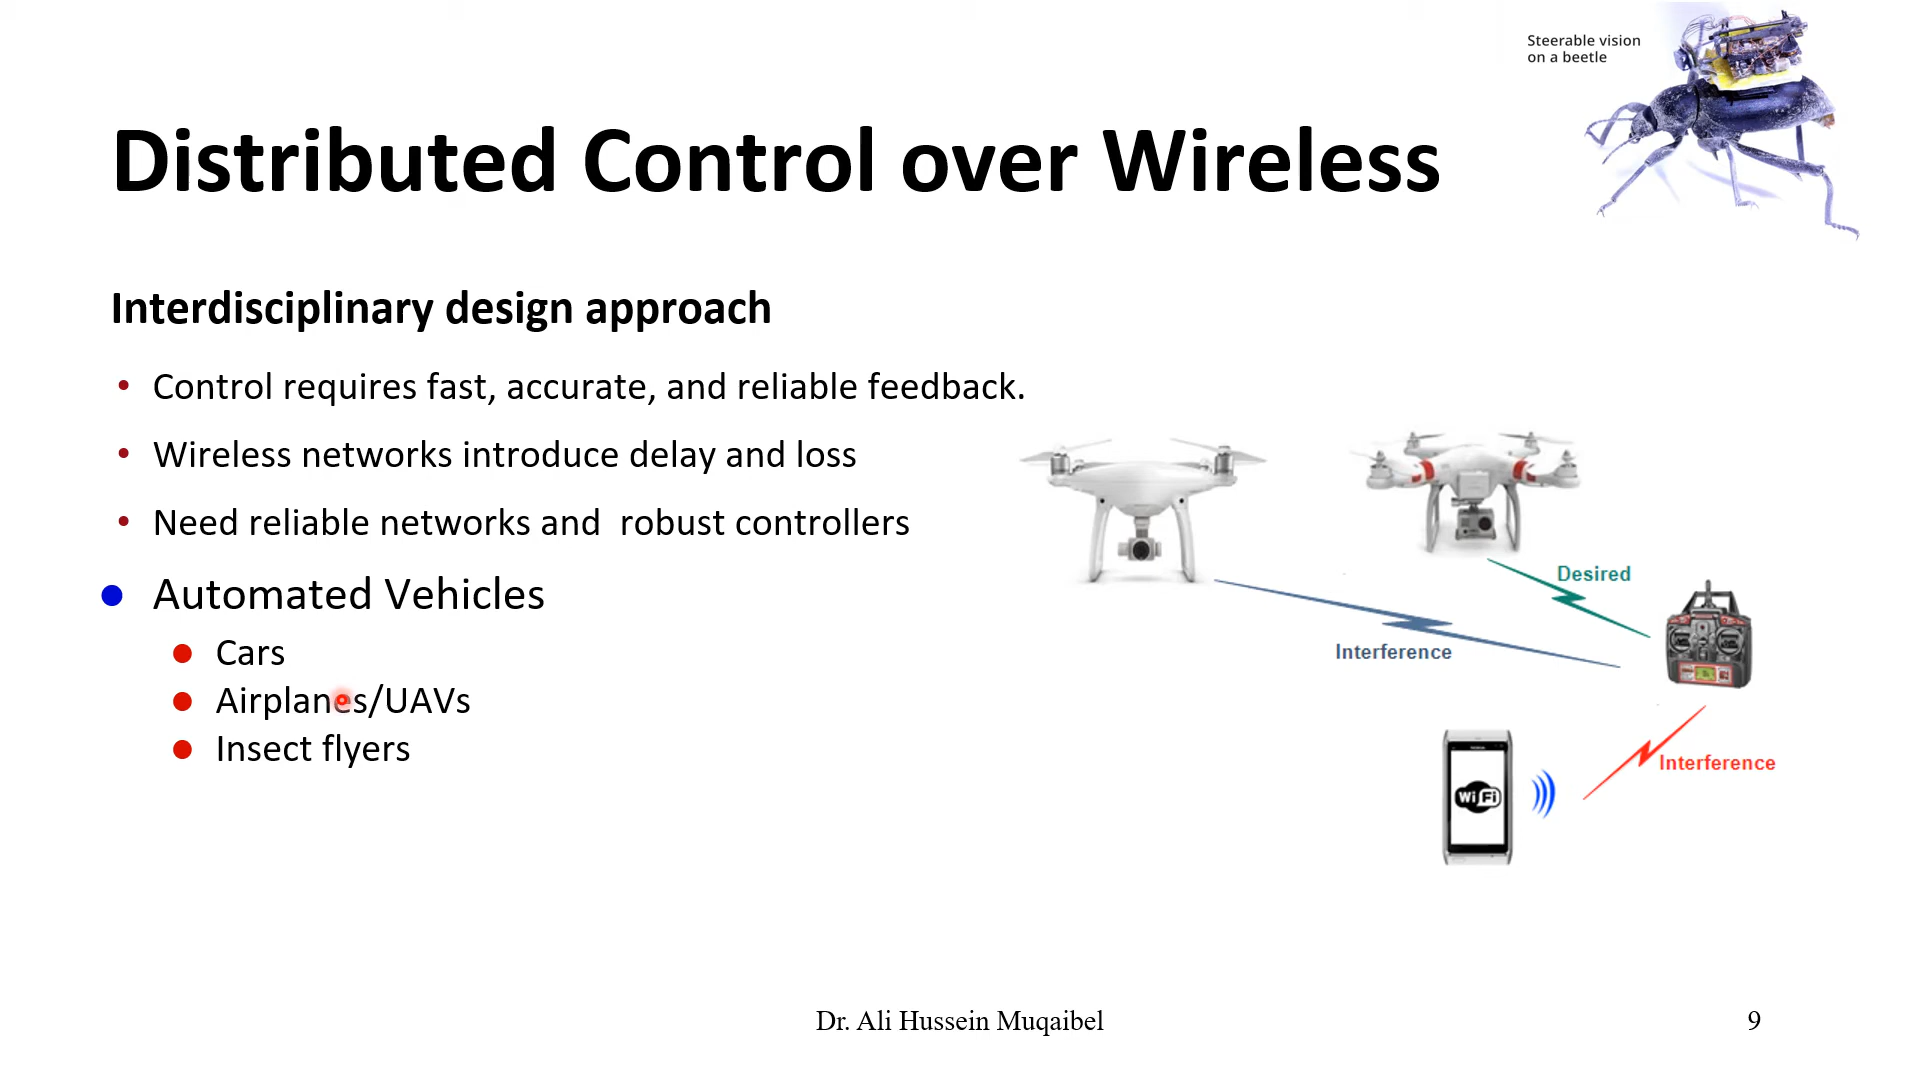 Steerable vision
on a beetle
Distributed Control over Wireless
Interdisciplinary design approach
• Control requires fast, accurate, and reliable feedback.
• Wireless networks introduce delay and loss
• Need reliable networks and  robust controllers
● Automated Vehicles
● Cars
● Airplanes/UAVs
● Insect flyers
Desired
Interference
Interference
WiFi
Dr. Ali Hussein Muqaibel
9